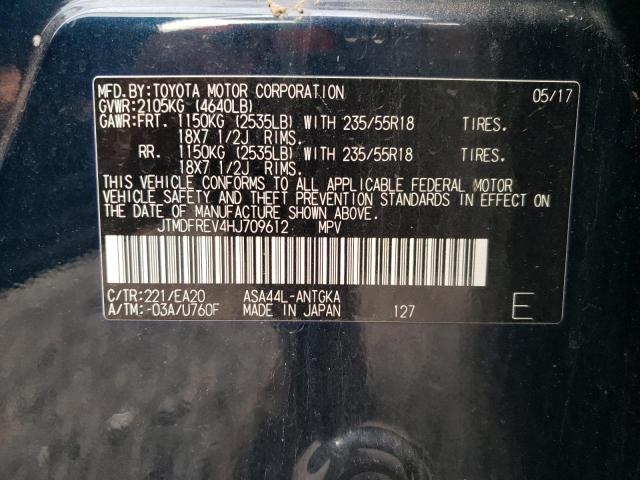 MFD.BY:TOYOTA MOTOR CORPORATION 05/17
GVWR:2105KG (4640LB)
GAWR:FRT. 1150KG (2535LB) WITH 235/55R18 TIRES.
18X7 1/2J RIMS.
RR. 1150KG (2535LB) WITH 235/55R18 TIRES.
18X7 1/2J RIMS.
THIS VEHICLE CONFORMS TO ALL APPLICABLE FEDERAL MOTOR
VEHICLE SAFETY AND THEFT PREVENTION STANDARDS IN EFFECT ON
THE DATE OF MANUFACTURE SHOWN ABOVE.
JTMDFREV4HJ709612 MPV
C/TR:221/EA20 ASA44L-ANTGKA
A/TM:-03A/U760F MADE IN JAPAN 127 E